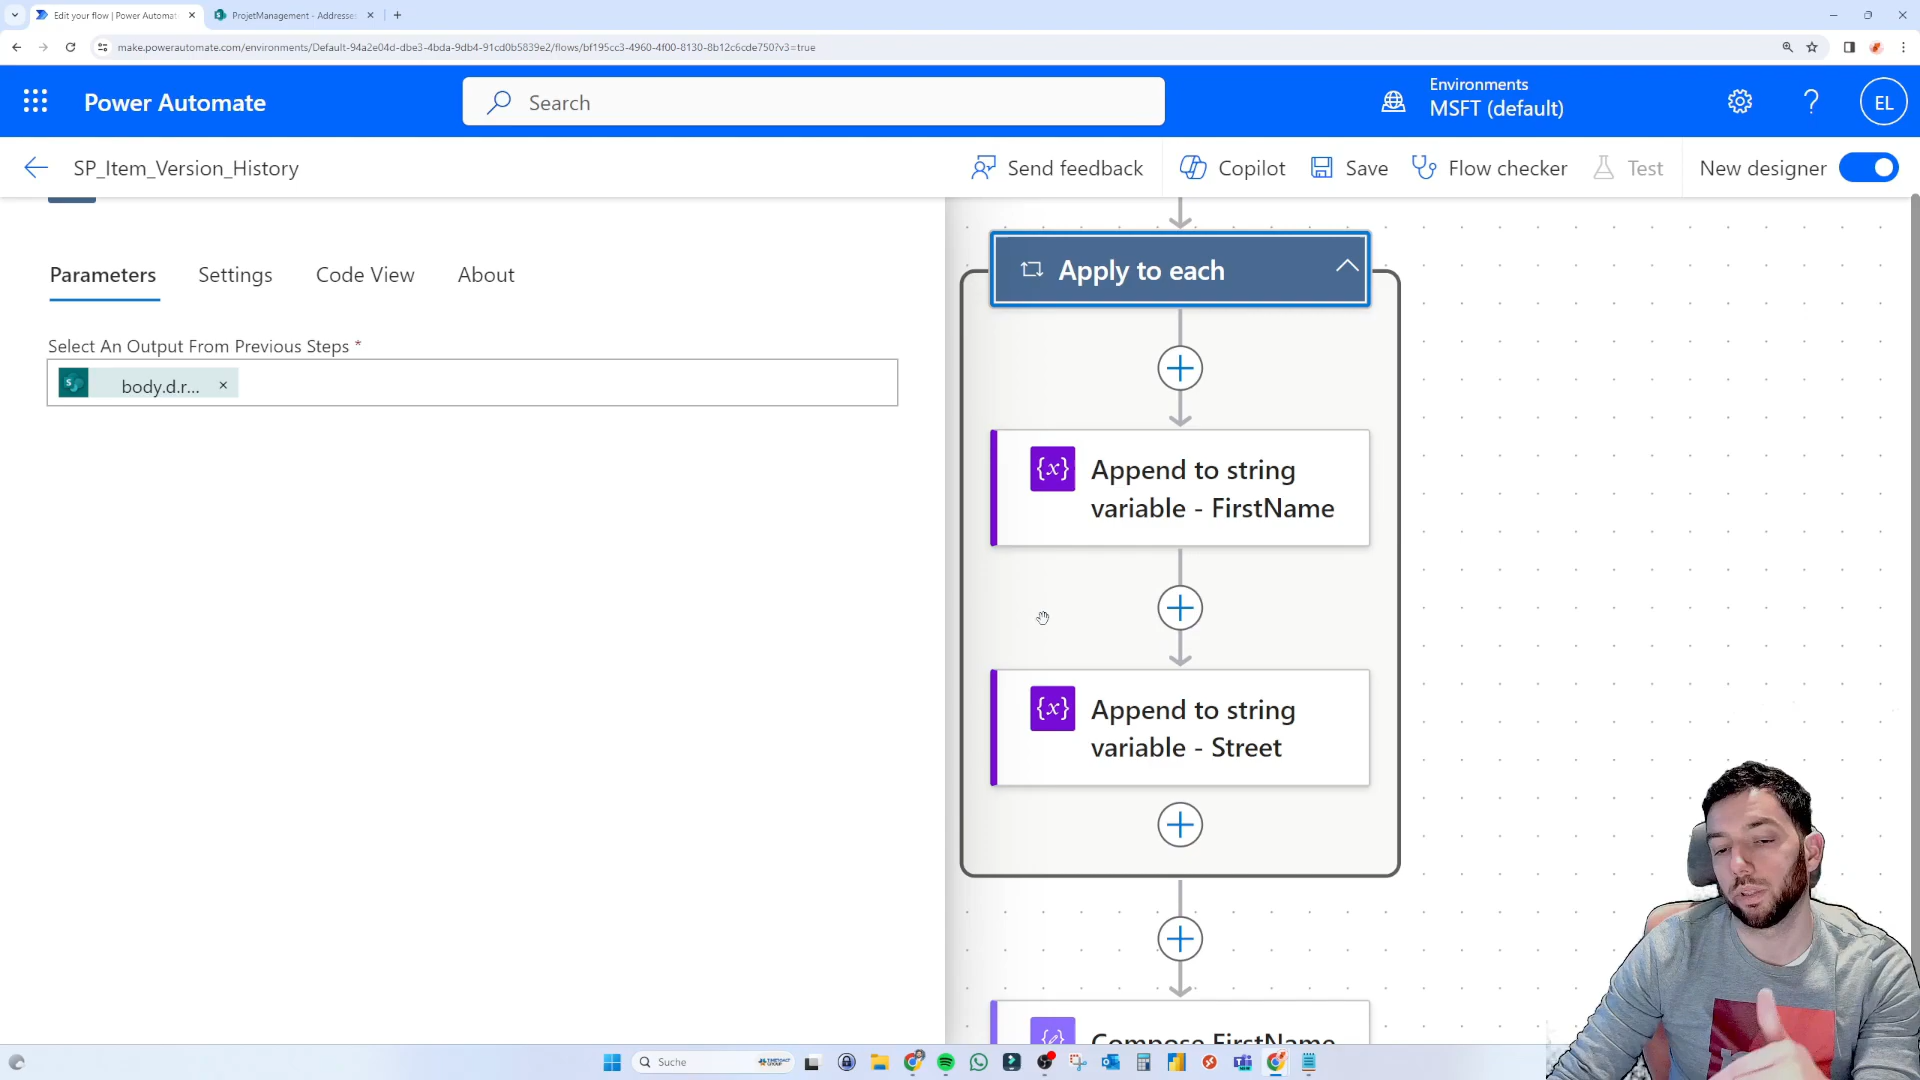 Edit your flow | Power Automat
ProjetManagement - Addresse
make.powerautomate.com/environments/Default-94a2e04d-dbe3-4bda-9db4-91cd0b5839e2/flows/bf195cc3-4960-4f00-8130-8b12c6cde750?v3=true
Power Automate
Search
Environments
MSFT (default)
EL
SP_Item_Version_History
Send feedback
Copilot
Save
Flow checker
Test
New designer
Parameters
Settings
Code View
About
Select An Output From Previous Steps *
body.d.r...
Apply to each
{x}
Append to string
variable - FirstName
{x}
Append to string
variable - Street
Compose FirstName
Suche